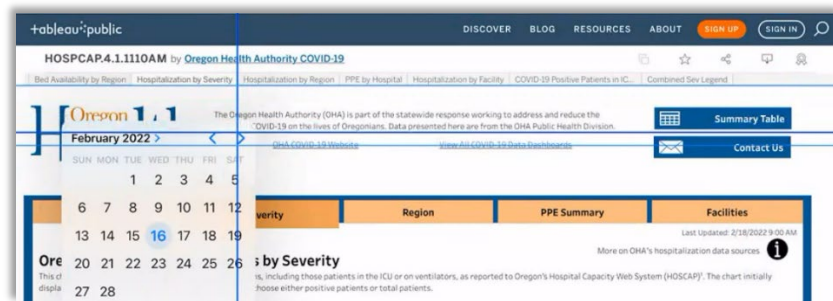 +ableau public
DISCOVER BLOG RESOURCES ABOUT SIGN UP SIGN IN
HOSPCAP.4.1.1110AM by Oregon Health Authority COVID-19
Bed Availability by Region Hospitalization by Severity Hospitalization by Region PPE by Hospital Hospitalization by Facility COVID-19 Positive Patients in IC... Combined Sev Legend
Oregon
The Oregon Health Authority (OHA) is part of the statewide response working to address and reduce the
COVID-19 on the lives of Oregonians. Data presented here are from the OHA Public Health Division.
OHA COVID-19 Website View All COVID-19 Data Dashboards
Summary Table
Contact Us
February 2022
SUN MON TUE WED THU FRI SAT
1 2 3 4 5
6 7 8 9 10 11 12
13 14 15 16 17 18 19
20 21 22 23 24 25 26
27 28
verity Region PPE Summary Facilities
Last Updated: 2/18/2022 9:00 AM
More on OHA's hospitalization data sources i
Ore s by Severity
This ch ns, including those patients in the ICU or on ventilators, as reported to Oregon's Hospital Capacity Web System (HOSCAP)¹. The chart initially
displa choose either positive patients or total patients.